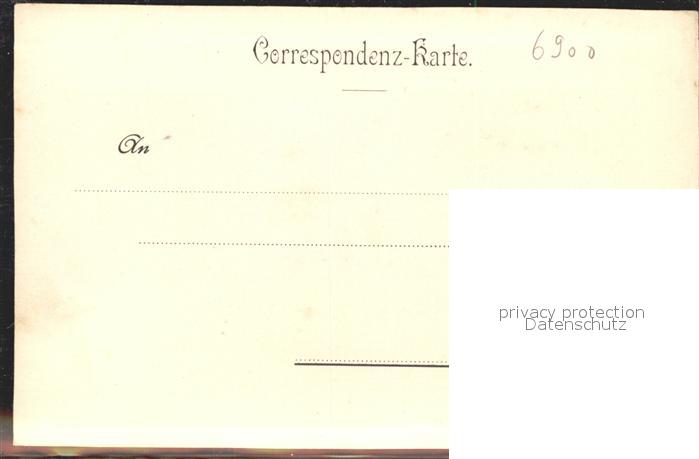 Correspondenz-Karte.
6900
An
privacy protection
Datenschutz